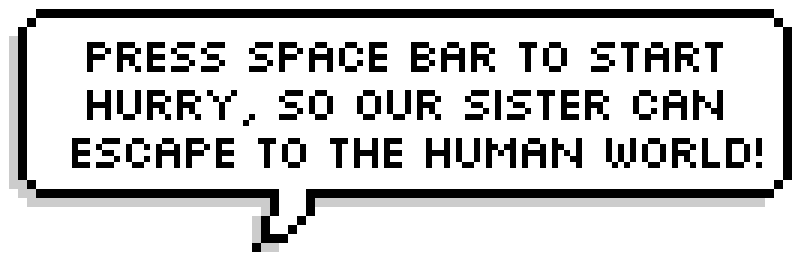 PRESS SPACE BAR TO START
HURRY, SO OUR SISTER CAN
ESCAPE TO THE HUMAN WORLD!